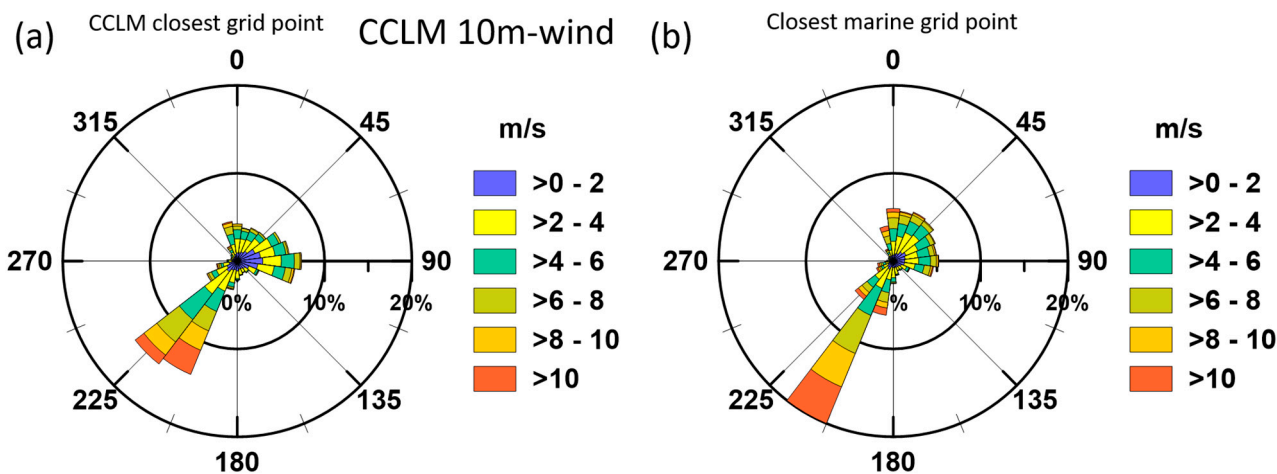 (a) CCLM closest grid point CCLM 10m-wind (b) Closest marine grid point
0
315 45
270 90
225 135
180
0% 10% 20%
m/s
>0 - 2
>2 - 4
>4 - 6
>6 - 8
>8 - 10
>10
0
315 45
270 90
225 135
180
% 10% 20%
m/s
>0 - 2
>2 - 4
>4 - 6
>6 - 8
>8 - 10
>10